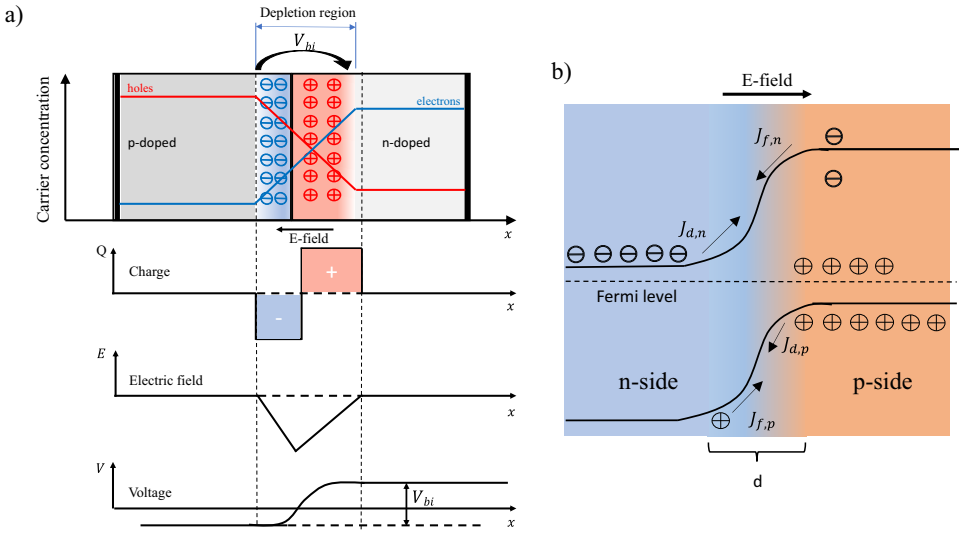 a)
Depletion region
V_bi
Carrier concentration
holes
electrons
p-doped
n-doped
x
E-field
Q
Charge
+
-
x
E
Electric field
x
V
Voltage
V_bi
x
b)
E-field
J_f,n
J_d,n
Fermi level
J_d,p
n-side
p-side
J_f,p
d